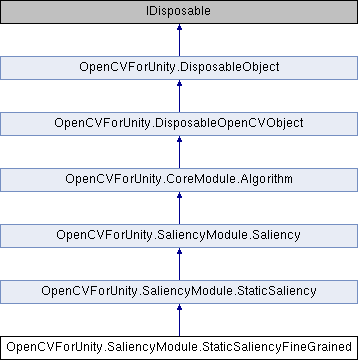 IDisposable
OpenCVForUnity.DisposableObject
OpenCVForUnity.DisposableOpenCVObject
OpenCVForUnity.CoreModule.Algorithm
OpenCVForUnity.SaliencyModule.Saliency
OpenCVForUnity.SaliencyModule.StaticSaliency
OpenCVForUnity.SaliencyModule.StaticSaliencyFineGrained